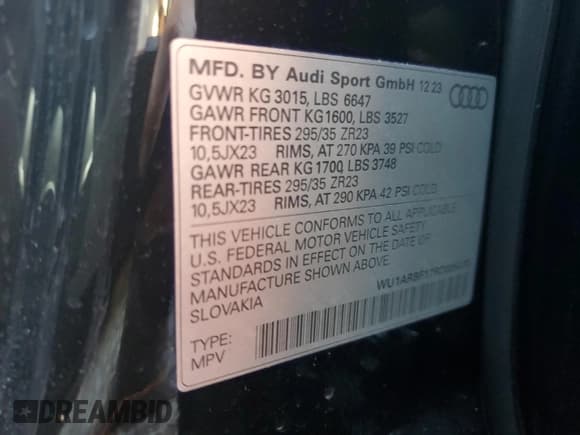 MFD. BY Audi Sport GmbH 12 23
GVWR KG 3015, LBS 6647
GAWR FRONT KG1600, LBS 3527
FRONT-TIRES 295/35 ZR23
10,5JX23 RIMS, AT 270 KPA 39 PSI COLD
GAWR REAR KG1700, LBS 3748
REAR-TIRES 295/35 ZR23
10,5JX23 RIMS, AT 290 KPA 42 PSI COLD
THIS VEHICLE CONFORMS TO ALL APPLICABLE
U.S. FEDERAL MOTOR VEHICLE SAFETY
STANDARDS IN EFFECT ON THE DATE OF
MANUFACTURE SHOWN ABOVE
SLOVAKIA
TYPE:
MPV
DREAMBID